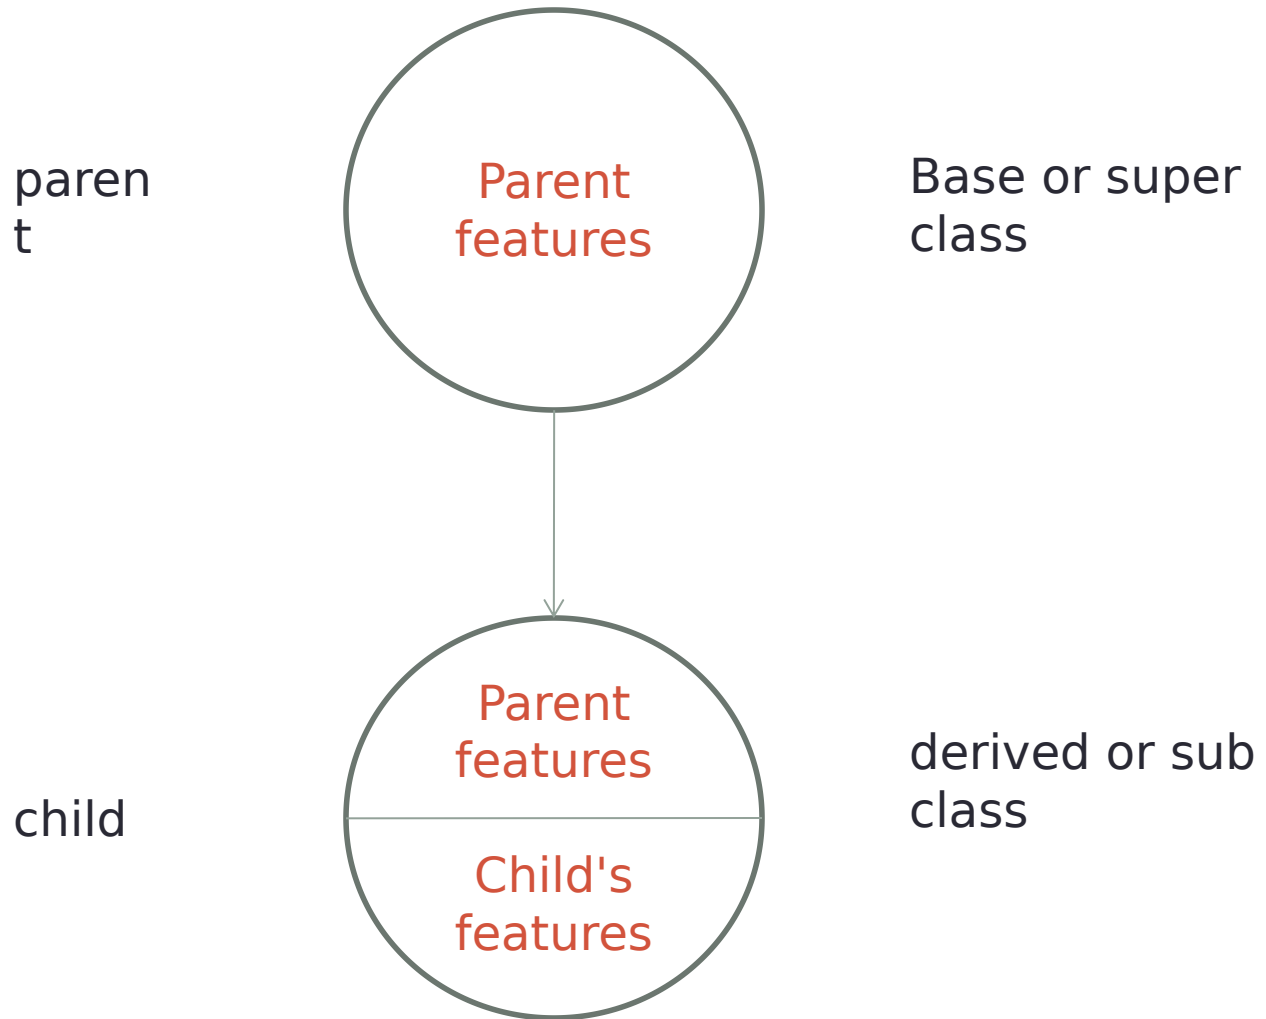 paren
t
Parent
features
Base or super
class
Parent
features
derived or sub
class
child
Child's
features